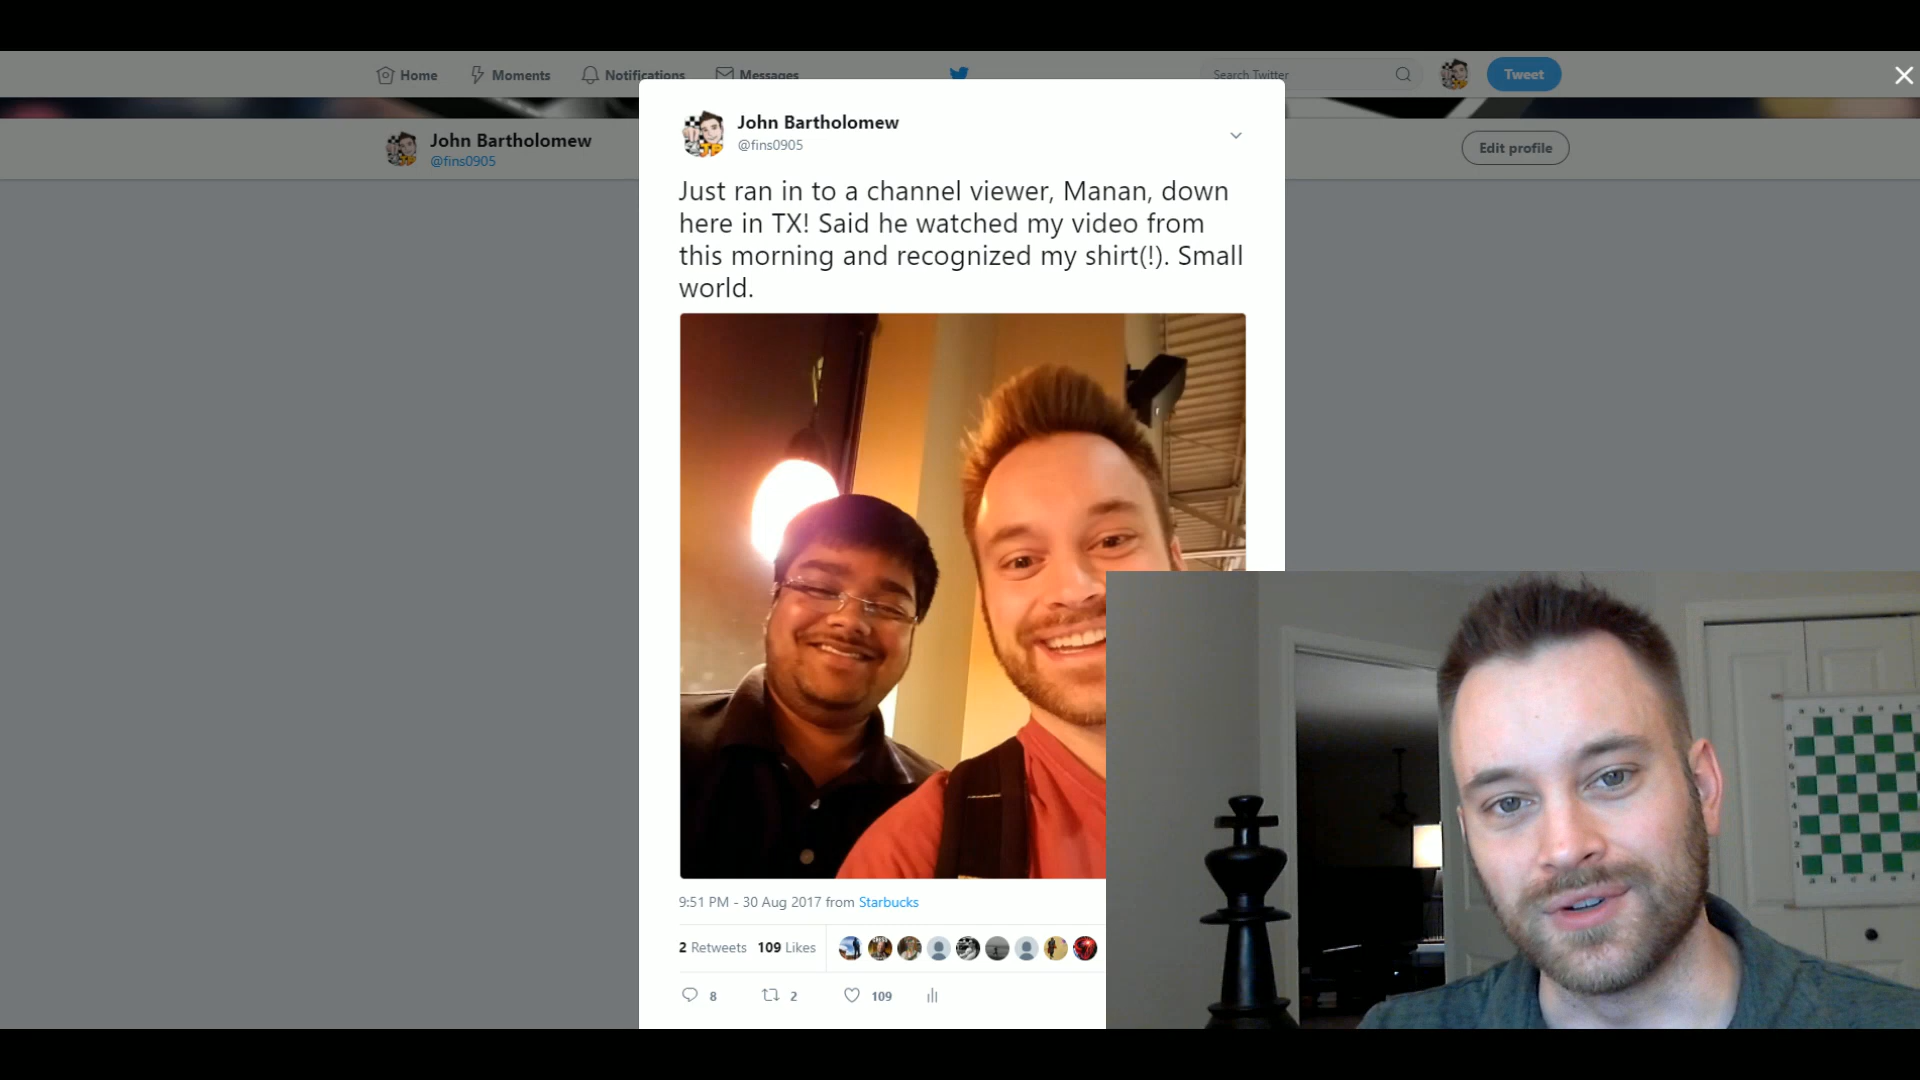 Home
Moments
Notifications
Messages
Search Twitter
Tweet
John Bartholomew
@fins0905
Edit profile
John Bartholomew
@fins0905
Just ran in to a channel viewer, Manan, down
here in TX! Said he watched my video from
this morning and recognized my shirt(!). Small
world.
9:51 PM - 30 Aug 2017 from Starbucks
2 Retweets 109 Likes
8 2 109